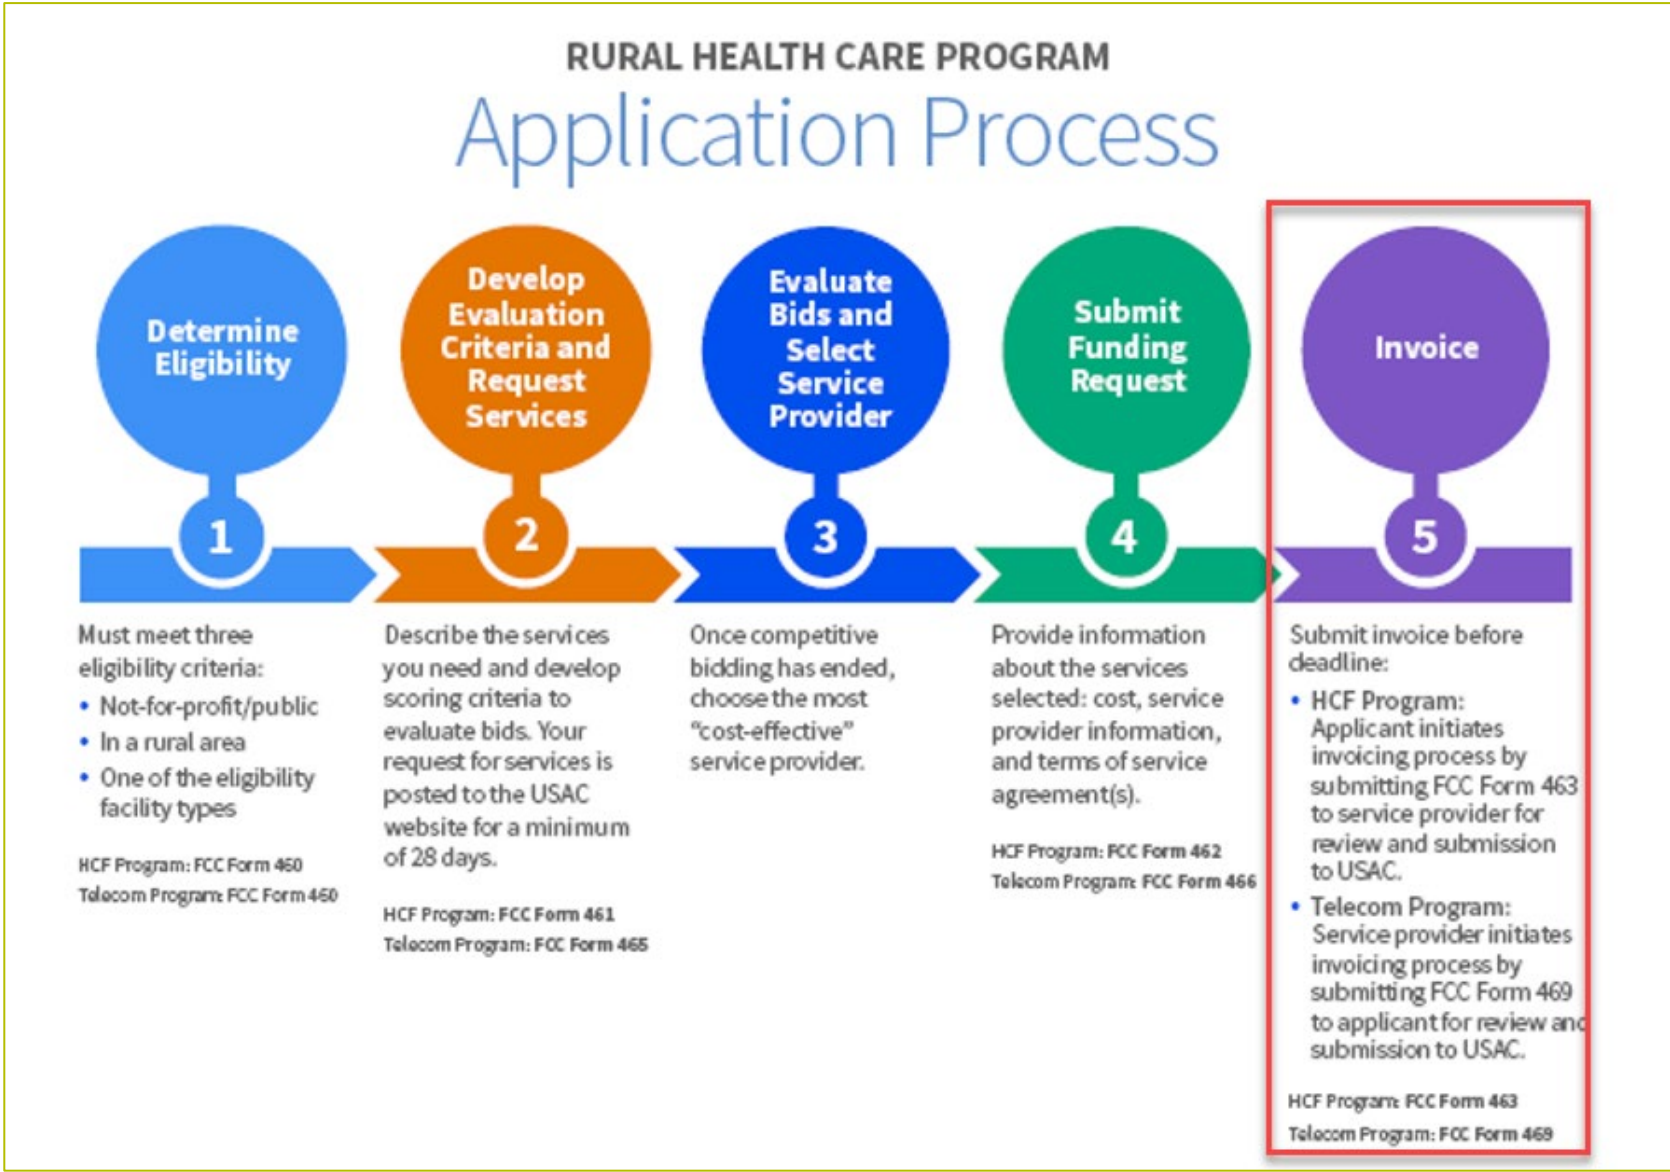 RURAL HEALTH CARE PROGRAM
Application Process
Determine
Eligibility
1
Must meet three
eligibility criteria:
• Not-for-profit/public
• In a rural area
• One of the eligibility
facility types
HCF Program: FCC Form 460
Telecom Program: FCC Form 460
Develop
Evaluation
Criteria and
Request
Services
2
Describe the services
you need and develop
scoring criteria to
evaluate bids. Your
request for services is
posted to the USAC
website for a minimum
of 28 days.
HCF Program: FCC Form 461
Telecom Program: FCC Form 465
Evaluate
Bids and
Select
Service
Provider
3
Once competitive
bidding has ended,
choose the most
“cost-effective”
service provider.
Submit
Funding
Request
4
Provide information
about the services
selected: cost, service
provider information,
and terms of service
agreement(s).
HCF Program: FCC Form 462
Telecom Program: FCC Form 466
Invoice
5
Submit invoice before
deadline:
• HCF Program:
Applicant initiates
invoicing process by
submitting FCC Form 463
to service provider for
review and submission
to USAC.
• Telecom Program:
Service provider initiates
invoicing process by
submitting FCC Form 469
to applicant for review and
submission to USAC.
HCF Program: FCC Form 463
Telecom Program: FCC Form 469